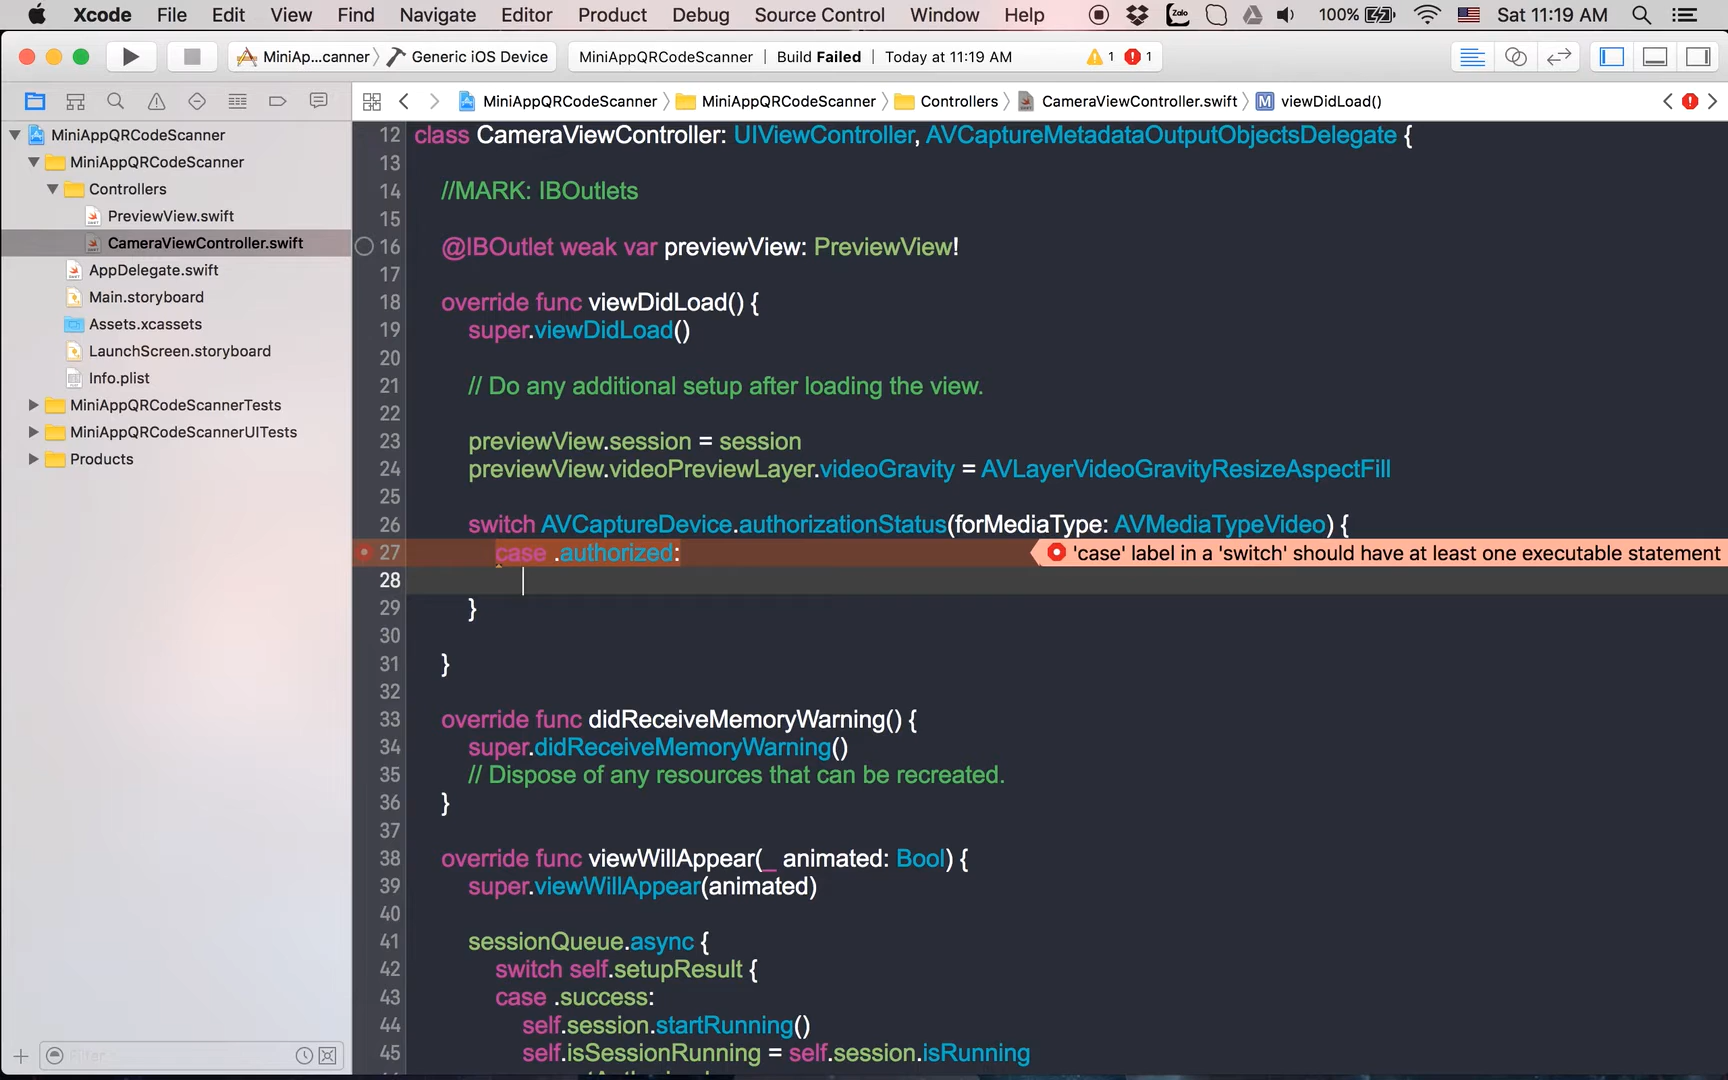 Xcode File Edit View Find Navigate Editor Product Debug Source Control Window Help Zalo 100% Sat 11:19 AM
MiniAp...canner Generic iOS Device MiniAppQRCodeScanner | Build Failed | Today at 11:19 AM 1 1
MiniAppQRCodeScanner MiniAppQRCodeScanner Controllers CameraViewController.swift M viewDidLoad()
MiniAppQRCodeScanner
MiniAppQRCodeScanner
Controllers
PreviewView.swift
CameraViewController.swift
AppDelegate.swift
Main.storyboard
Assets.xcassets
LaunchScreen.storyboard
Info.plist
MiniAppQRCodeScannerTests
MiniAppQRCodeScannerUITests
Products
Filter
12 class CameraViewController: UIViewController, AVCaptureMetadataOutputObjectsDelegate {
13
14 //MARK: IBOutlets
15
16 @IBOutlet weak var previewView: PreviewView!
17
18 override func viewDidLoad() {
19 super.viewDidLoad()
20
21 // Do any additional setup after loading the view.
22
23 previewView.session = session
24 previewView.videoPreviewLayer.videoGravity = AVLayerVideoGravityResizeAspectFill
25
26 switch AVCaptureDevice.authorizationStatus(forMediaType: AVMediaTypeVideo) {
27 case .authorized: 'case' label in a 'switch' should have at least one executable statement
28
29 }
30
31 }
32
33 override func didReceiveMemoryWarning() {
34 super.didReceiveMemoryWarning()
35 // Dispose of any resources that can be recreated.
36 }
37
38 override func viewWillAppear(_ animated: Bool) {
39 super.viewWillAppear(animated)
40
41 sessionQueue.async {
42 switch self.setupResult {
43 case .success:
44 self.session.startRunning()
45 self.isSessionRunning = self.session.isRunning